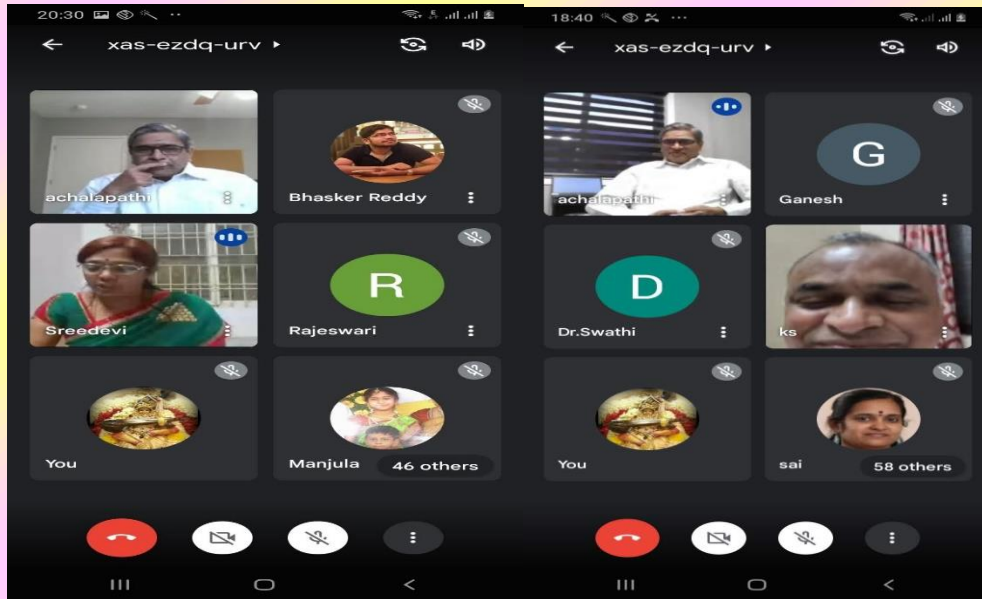 20:30
xas-ezdq-urv
achalapathi
Bhasker Reddy
Sreedevi
R
Rajeswari
You
Manjula
46 others
18:40
xas-ezdq-urv
achalapathi
G
Ganesh
D
Dr.Swathi
ks
You
sai
58 others